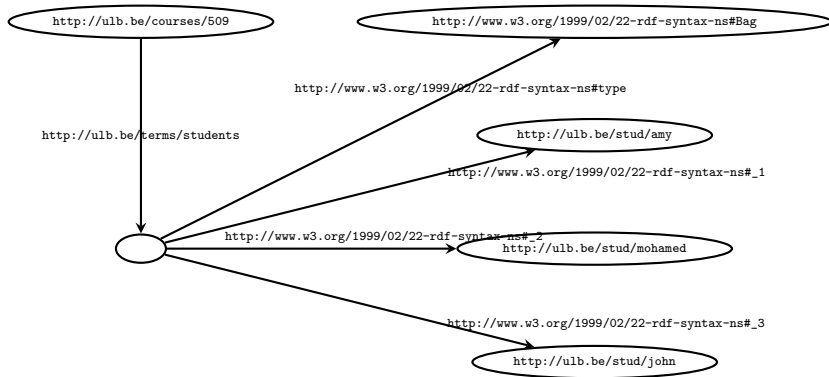 http://ulb.be/courses/509
http://www.w3.org/1999/02/22-rdf-syntax-ns#Bag
http://www.w3.org/1999/02/22-rdf-syntax-ns#type
http://ulb.be/terms/students
http://ulb.be/stud/amy
http://www.w3.org/1999/02/22-rdf-syntax-ns#_1
http://www.w3.org/1999/02/22-rdf-syntax-ns#_2
http://ulb.be/stud/mohamed
http://www.w3.org/1999/02/22-rdf-syntax-ns#_3
http://ulb.be/stud/john